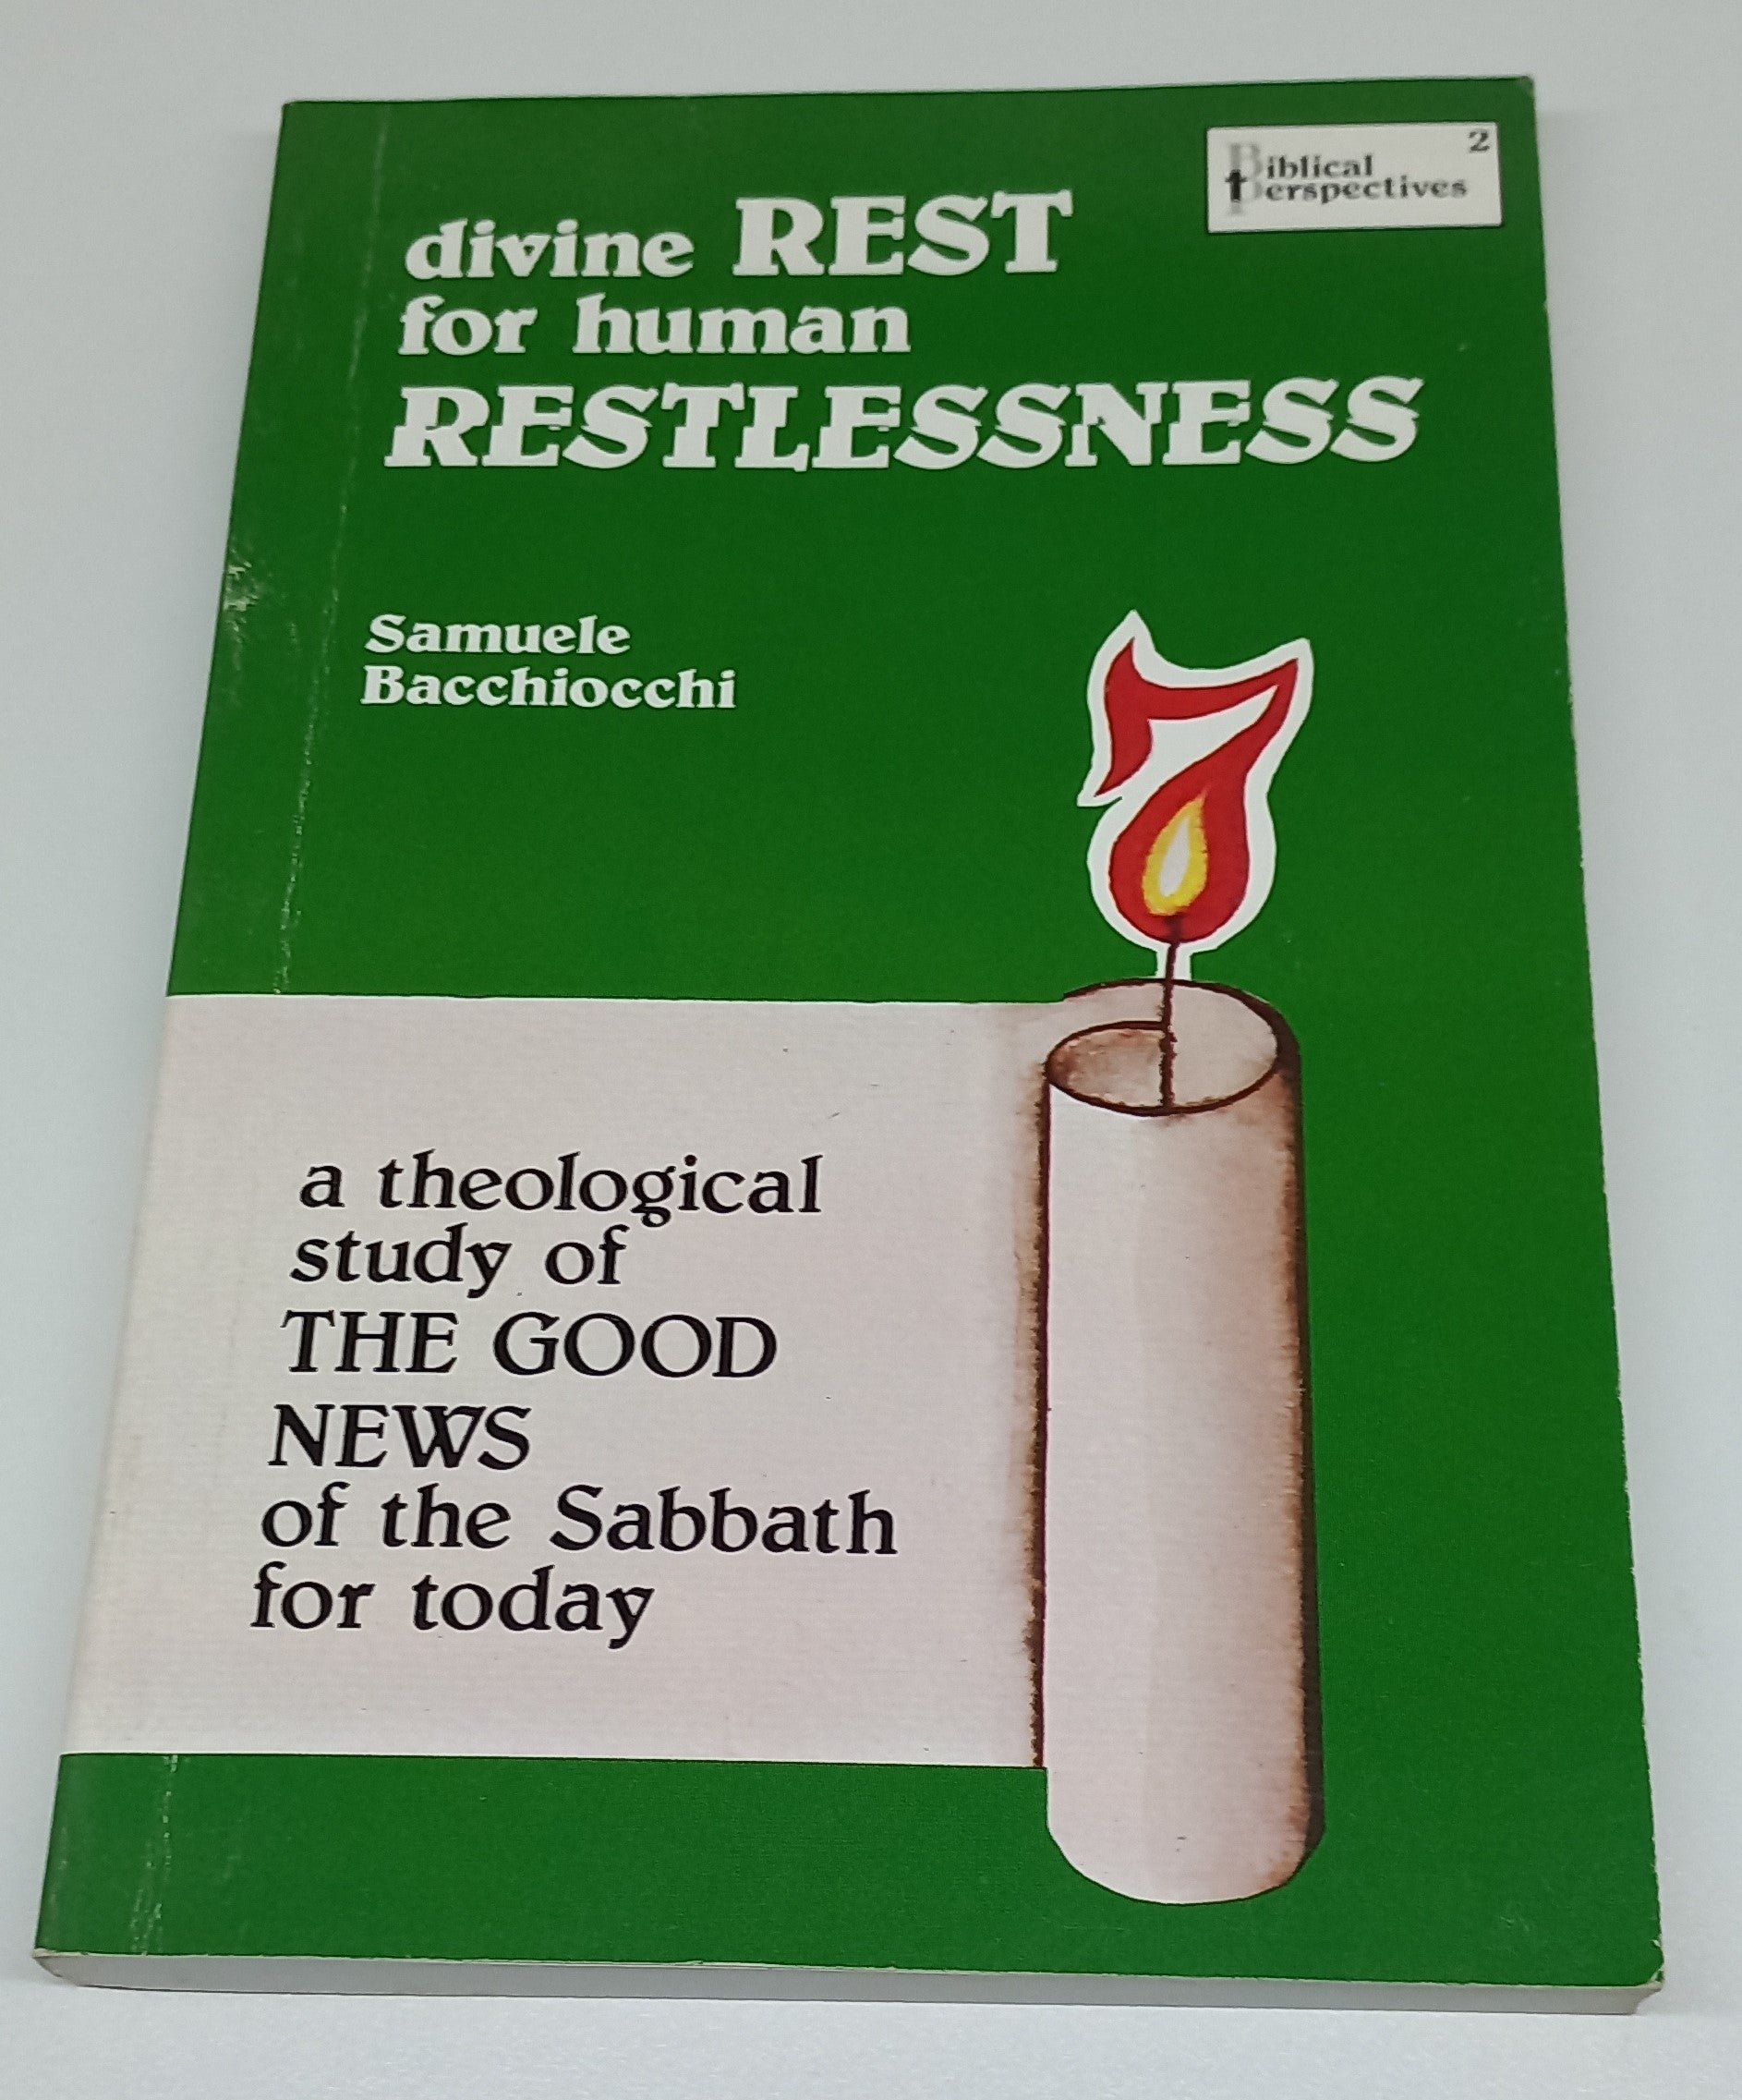 2
Biblical
Perspectives
divine REST
for human
RESTLESSNESS
Samuele
Bacchiocchi
7
a theological
study of
THE GOOD
NEWS
of the Sabbath
for today